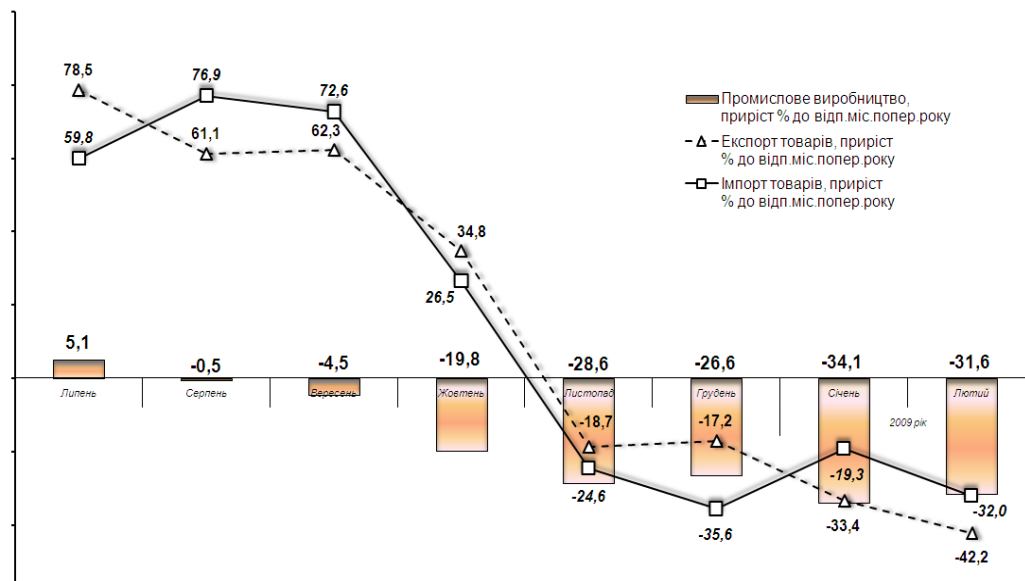 78,5
76,9
72,6
59,8
61,1
62,3
Промислове виробництво,
приріст % до відп.міс.попер.року
Експорт товарів, приріст
% до відп.міс.попер.року
Імпорт товарів, приріст
% до відп.міс.попер.року
34,8
26,5
5,1
-0,5
-4,5
-19,8
-28,6
-26,6
-34,1
-31,6
Липень
Серпень
Вересень
Жовтень
Листопад
Грудень
Січень
Лютий
2009 рік
-18,7
-17,2
-24,6
-35,6
-19,3
-33,4
-32,0
-42,2